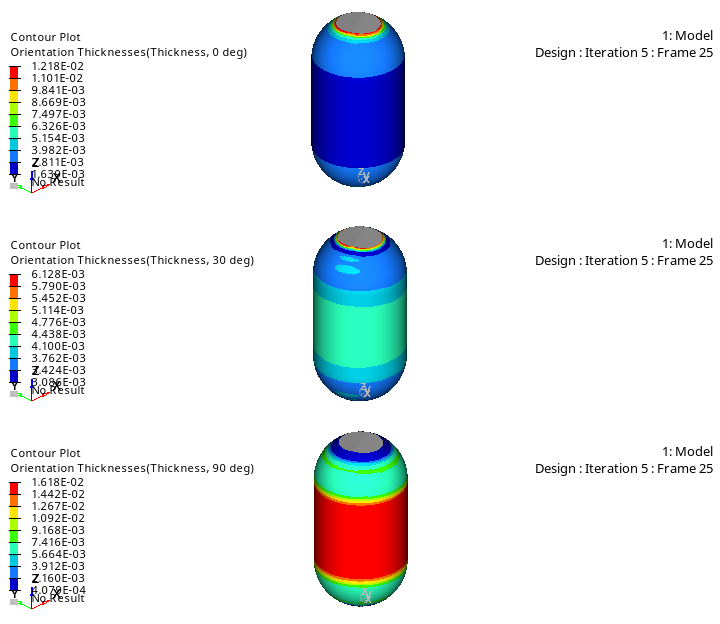 Contour Plot
Orientation Thicknesses(Thickness, 0 deg)
1.218E-02
1.101E-02
9.841E-03
8.669E-03
7.497E-03
6.326E-03
5.154E-03
3.982E-03
2.811E-03
1.639E-03
No Result
Z
Y
X
1: Model
Design : Iteration 5 : Frame 25
Z
X
Contour Plot
Orientation Thicknesses(Thickness, 30 deg)
6.128E-03
5.790E-03
5.452E-03
5.114E-03
4.776E-03
4.438E-03
4.100E-03
3.762E-03
3.424E-03
3.086E-03
No Result
Z
Y
X
1: Model
Design : Iteration 5 : Frame 25
Z
X
Contour Plot
Orientation Thicknesses(Thickness, 90 deg)
1.618E-02
1.442E-02
1.267E-02
1.092E-02
9.168E-03
7.416E-03
5.664E-03
3.912E-03
2.160E-03
4.079E-04
No Result
Z
Y
X
1: Model
Design : Iteration 5 : Frame 25
Z
X